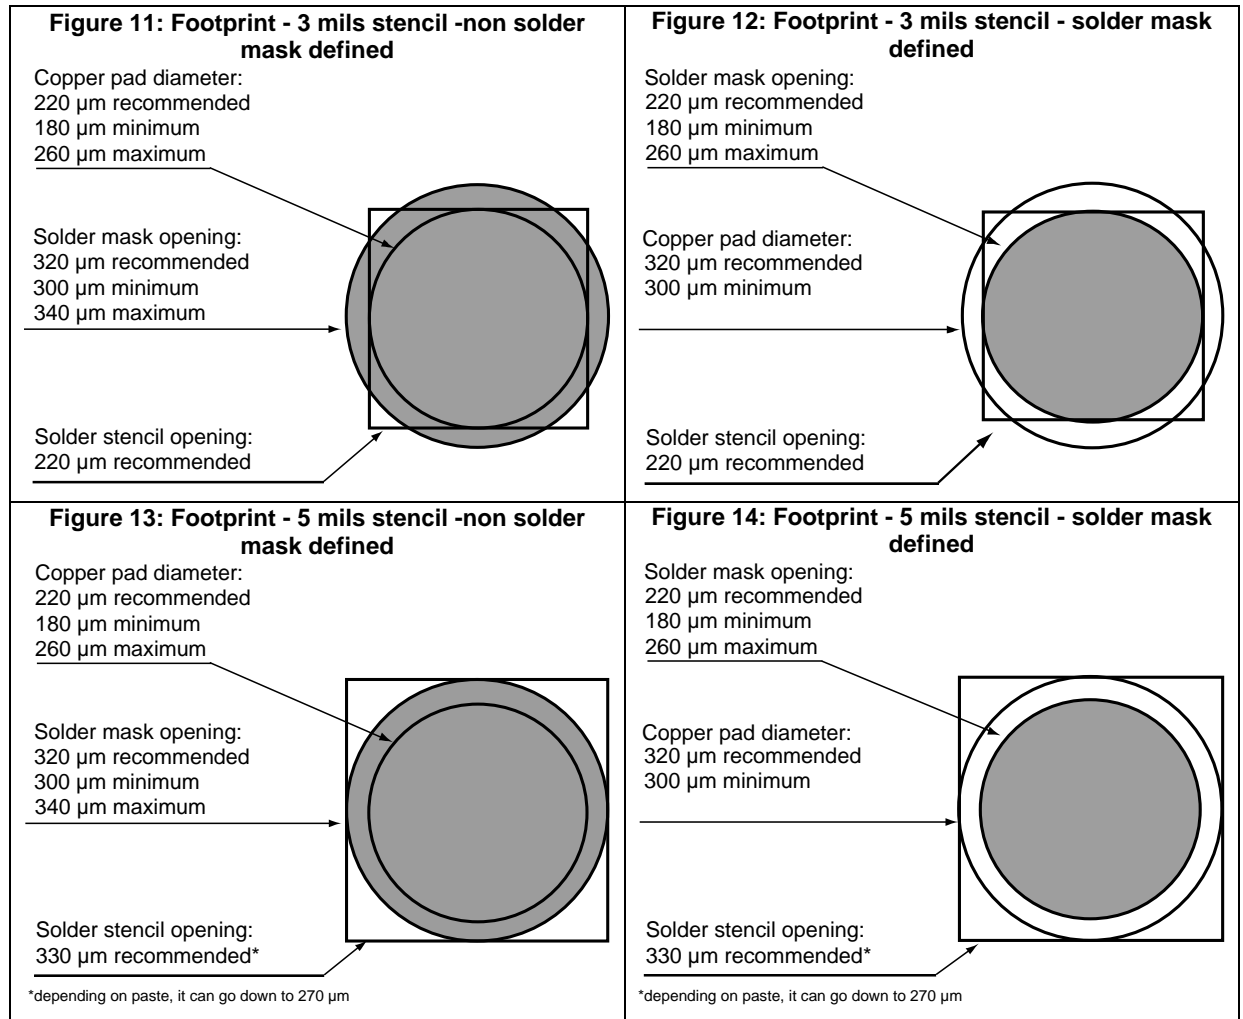 Figure 11: Footprint - 3 mils stencil -non solder
mask defined
Copper pad diameter:
220 µm recommended
180 µm minimum
260 µm maximum
Solder mask opening:
320 µm recommended
300 µm minimum
340 µm maximum
Solder stencil opening:
220 µm recommended
Figure 12: Footprint - 3 mils stencil - solder mask
defined
Solder mask opening:
220 µm recommended
180 µm minimum
260 µm maximum
Copper pad diameter:
320 µm recommended
300 µm minimum
Solder stencil opening:
220 µm recommended
Figure 13: Footprint - 5 mils stencil -non solder
mask defined
Copper pad diameter:
220 µm recommended
180 µm minimum
260 µm maximum
Solder mask opening:
320 µm recommended
300 µm minimum
340 µm maximum
Solder stencil opening:
330 µm recommended*
*depending on paste, it can go down to 270 µm
Figure 14: Footprint - 5 mils stencil - solder mask
defined
Solder mask opening:
220 µm recommended
180 µm minimum
260 µm maximum
Copper pad diameter:
320 µm recommended
300 µm minimum
Solder stencil opening:
330 µm recommended*
*depending on paste, it can go down to 270 µm